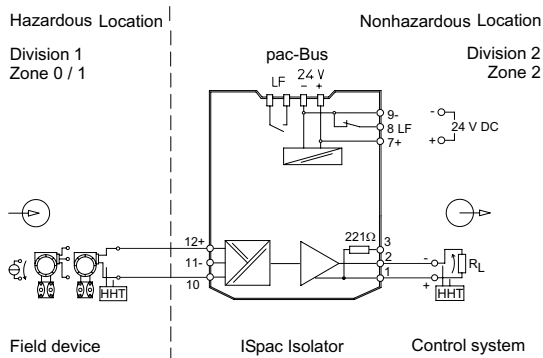 Hazardous Location
Nonhazardous Location
Division 1
Zone 0 / 1
pac-Bus
Division 2
Zone 2
LF
24 V
- +
9-
8 LF
7+
-
24 V DC
+
12+
11-
10
221Ω
3
2
1
-
+
RL
HHT
HHT
Field device
ISpac Isolator
Control system